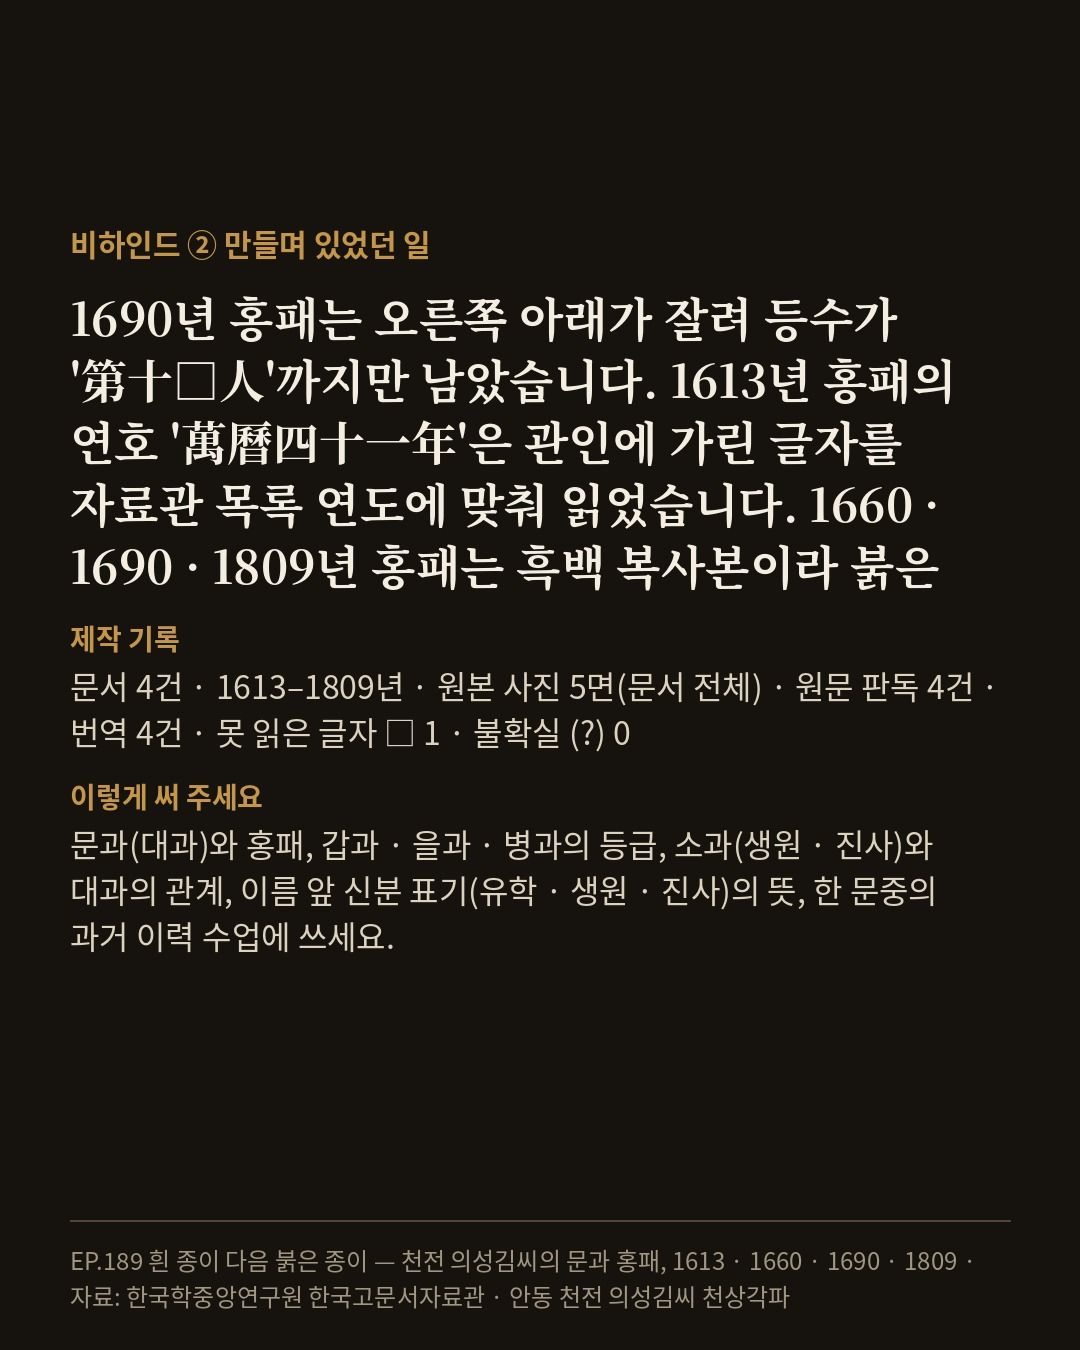 비하인드 ② 만들며 있었던 일
1690년 홍패는 오른쪽 아래가 잘려 등수가
'第十□人'까지만 남았습니다. 1613년 홍패의
연호 '萬曆四十一年'은 관인에 가린 글자를
자료관 목록 연도에 맞춰 읽었습니다. 1660 ·
1690 · 1809년 홍패는 흑백 복사본이라 붉은
제작 기록
문서 4건 · 1613–1809년 · 원본 사진 5면(문서 전체) · 원문 판독 4건 ·
번역 4건 · 못 읽은 글자 □ 1 · 불확실 (?) 0
이렇게 써 주세요
문과(대과)와 홍패, 갑과 · 을과 · 병과의 등급, 소과(생원 · 진사)와
대과의 관계, 이름 앞 신분 표기(유학 · 생원 · 진사)의 뜻, 한 문중의
과거 이력 수업에 쓰세요.
EP.189 흰 종이 다음 붉은 종이 — 천전 의성김씨의 문과 홍패, 1613 · 1660 · 1690 · 1809 ·
자료: 한국학중앙연구원 한국고문서자료관 · 안동 천전 의성김씨 천상각파